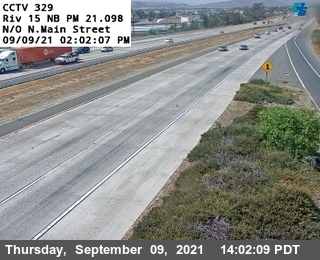 CCTV 329
Riv 15 NB PM 21.098
N/O N.Main Street
09/09/21 02:02:07 PM
Thursday, September 09, 2021 14:02:09 PDT